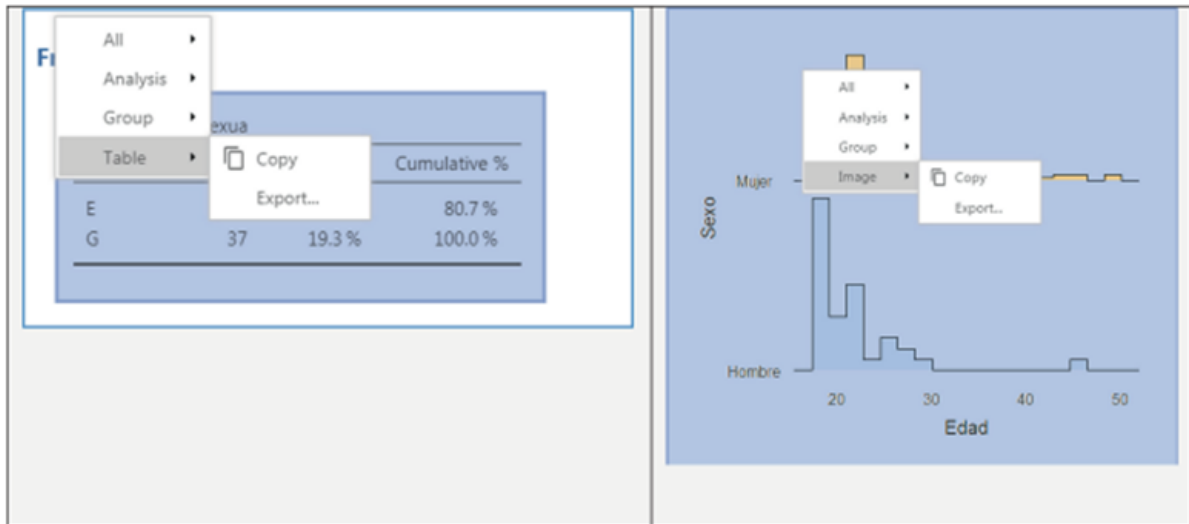 All
Fr
Analysis
Group
exua
Table
Copy
Cumulative %
Export...
E 80.7 %
G 37 19.3 % 100.0 %
All
Analysis
Group
Mujer
Image
Copy
Export...
Sexo
Hombre
20 30 40 50
Edad